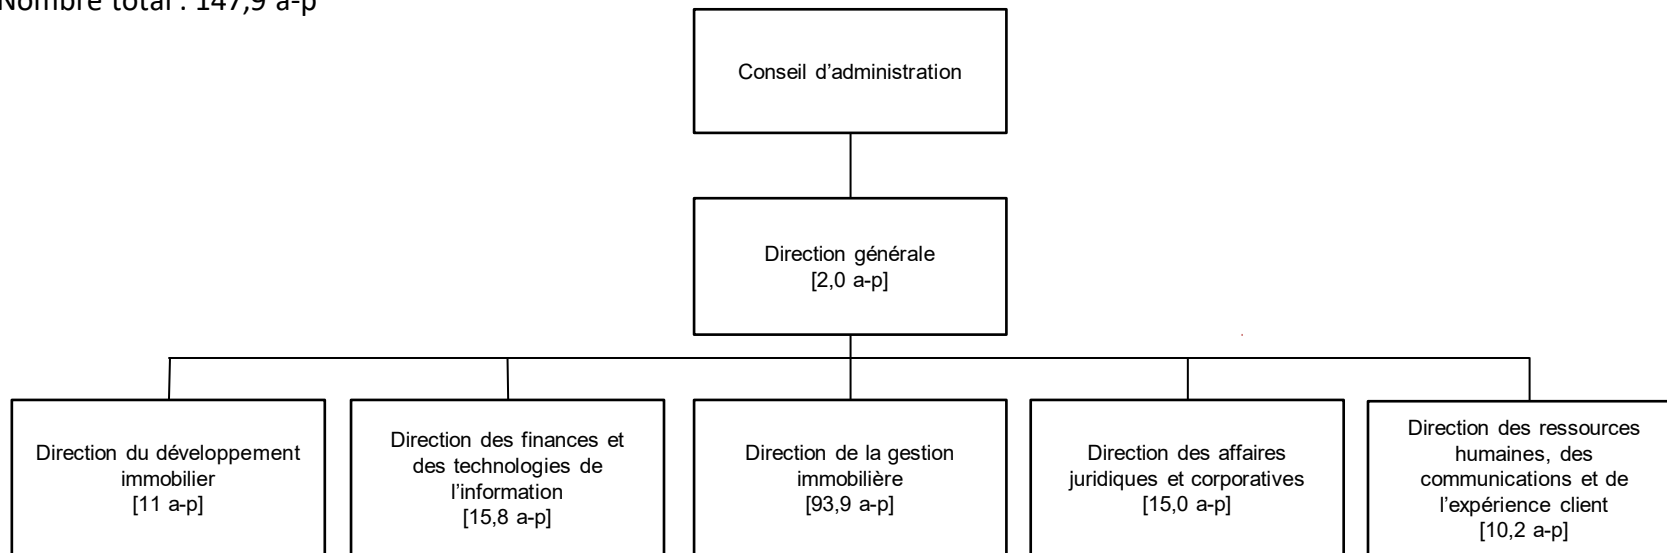 Nombre total : 147,9 a-p
Conseil d'administration
Direction générale
[2,0 a-p]
Direction du développement
immobilier
[11 a-p]
Direction des finances et
des technologies de
l'information
[15,8 a-p]
Direction de la gestion
immobilière
[93,9 a-p]
Direction des affaires
juridiques et corporatives
[15,0 a-p]
Direction des ressources
humaines, des
communications et de
l'expérience client
[10,2 a-p]